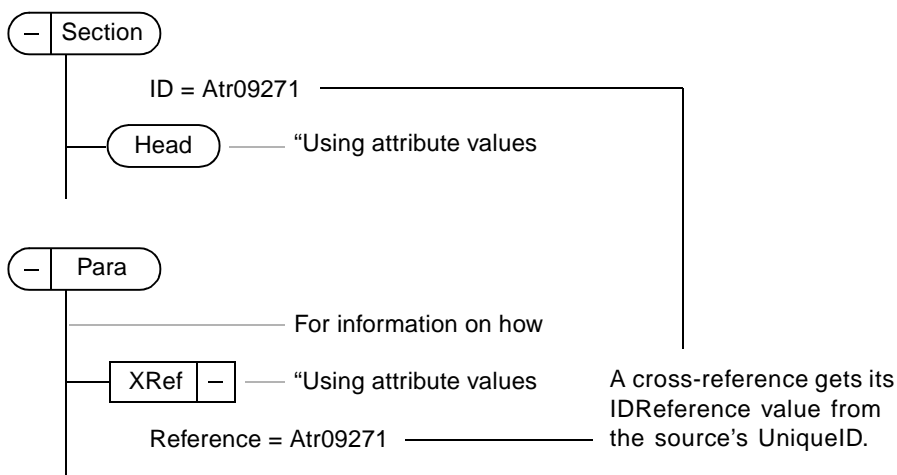 – Section
ID = Atr09271
Head “Using attribute values
– Para
For information on how
XRef – “Using attribute values
Reference = Atr09271
A cross-reference gets its
IDReference value from
the source's UniqueID.